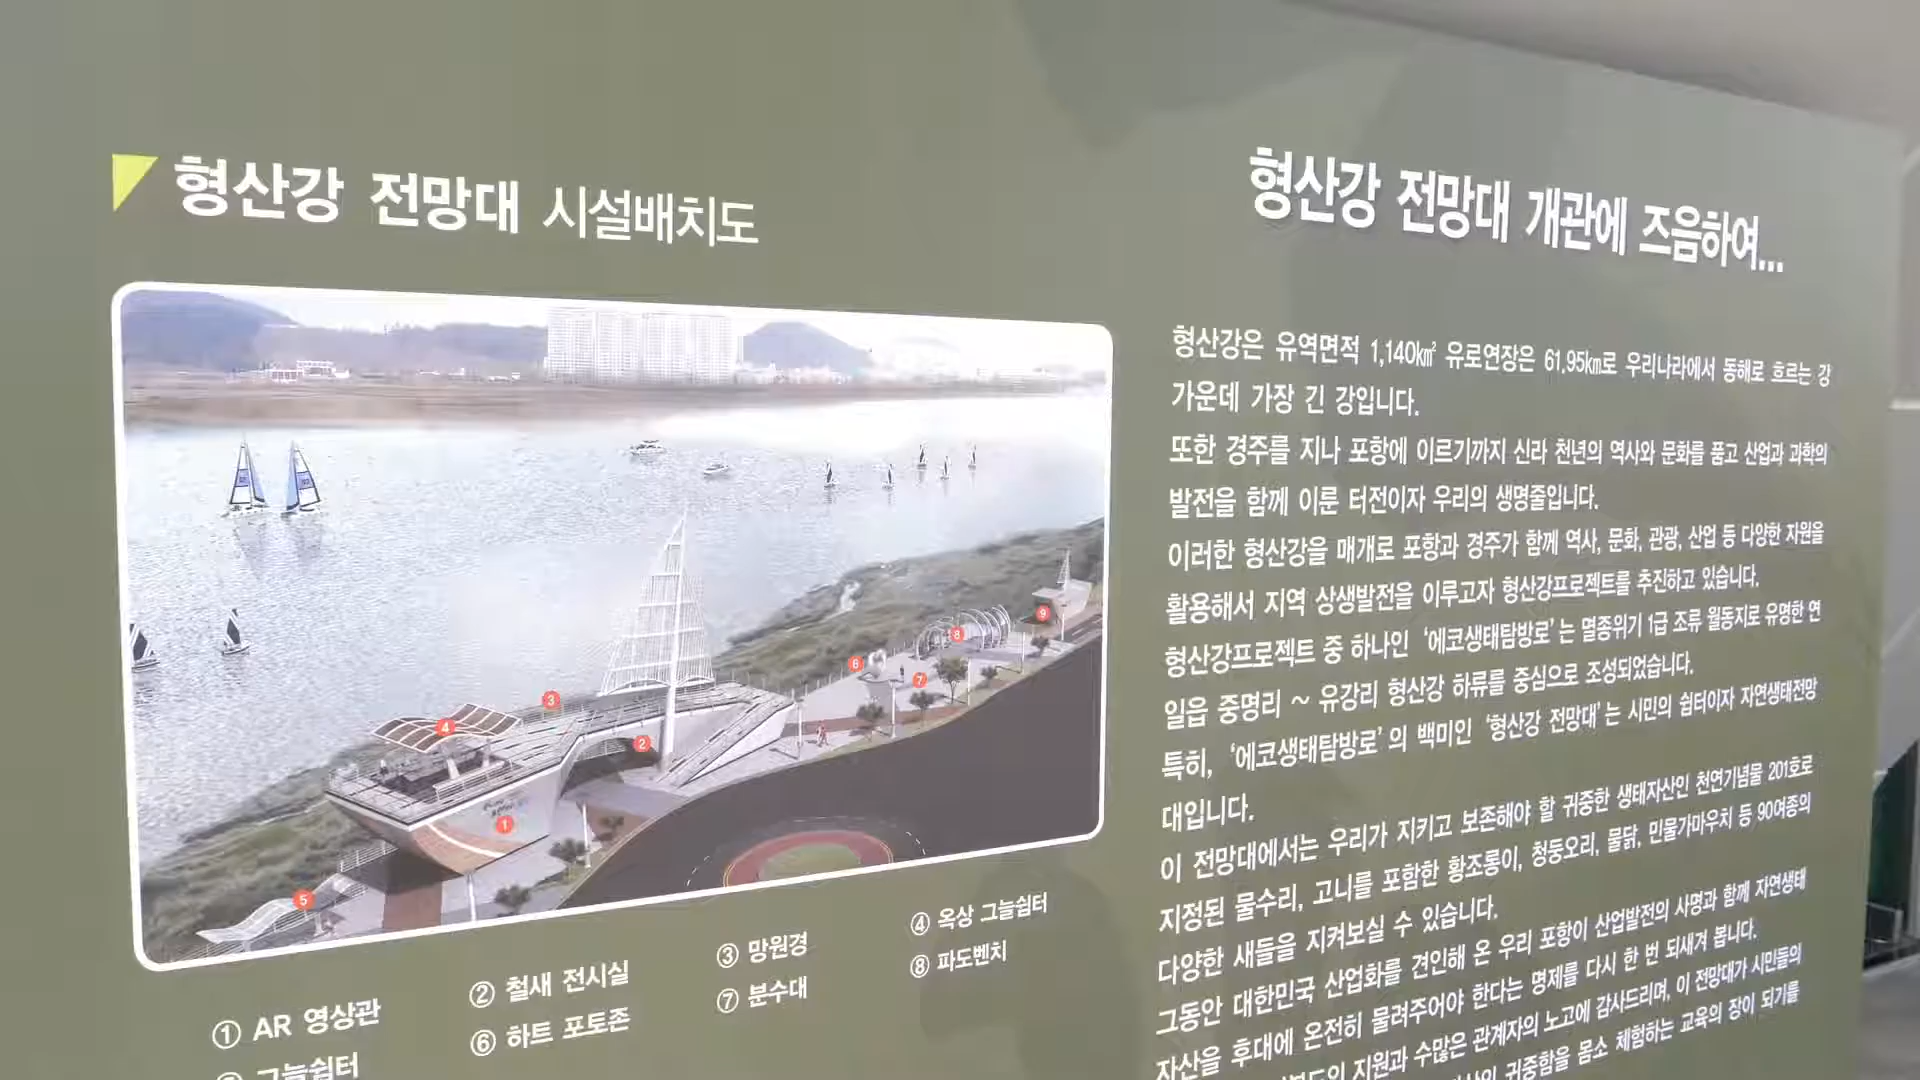 형산강 전망대 시설배치도
① AR 영상관
② 철새 전시실
③ 망원경
④ 옥상 그늘쉼터
그늘쉼터
⑥ 하트 포토존
⑦ 분수대
⑧ 파도벤치
형산강 전망대 개관에 즈음하여...
형산강은 유역면적 1,140㎢ 유로연장은 61.95㎞로 우리나라에서 동해로 흐르는 강
가운데 가장 긴 강입니다.
또한 경주를 지나 포항에 이르기까지 신라 천년의 역사와 문화를 품고 산업과 과학의
발전을 함께 이룬 터전이자 우리의 생명줄입니다.
이러한 형산강을 매개로 포항과 경주가 함께 역사, 문화, 관광, 산업 등 다양한 자원을
활용해서 지역 상생발전을 이루고자 형산강프로젝트를 추진하고 있습니다.
형산강프로젝트 중 하나인 ‘에코생태탐방로’는 멸종위기 1급 조류 월동지로 유명한 연
일읍 중명리 ~ 유강리 형산강 하류를 중심으로 조성되었습니다.
특히, ‘에코생태탐방로’의 백미인 ‘형산강 전망대’는 시민의 쉼터이자 자연생태전망
대입니다.
이 전망대에서는 우리가 지키고 보존해야 할 귀중한 생태자산인 천연기념물 201호로
지정된 물수리, 고니를 포함한 황조롱이, 청둥오리, 물닭, 민물가마우치 등 90여종의
다양한 새들을 지켜보실 수 있습니다.
그동안 대한민국 산업화를 견인해 온 우리 포항이 산업발전의 사명과 함께 자연생태
자산을 후대에 온전히 물려주어야 한다는 명제를 다시 한 번 되새겨 봅니다.
지원과 수많은 관계자의 노고에 감사드리며, 이 전망대가 시민들의
귀중함을 몸소 체험하는 교육의 장이 되기를